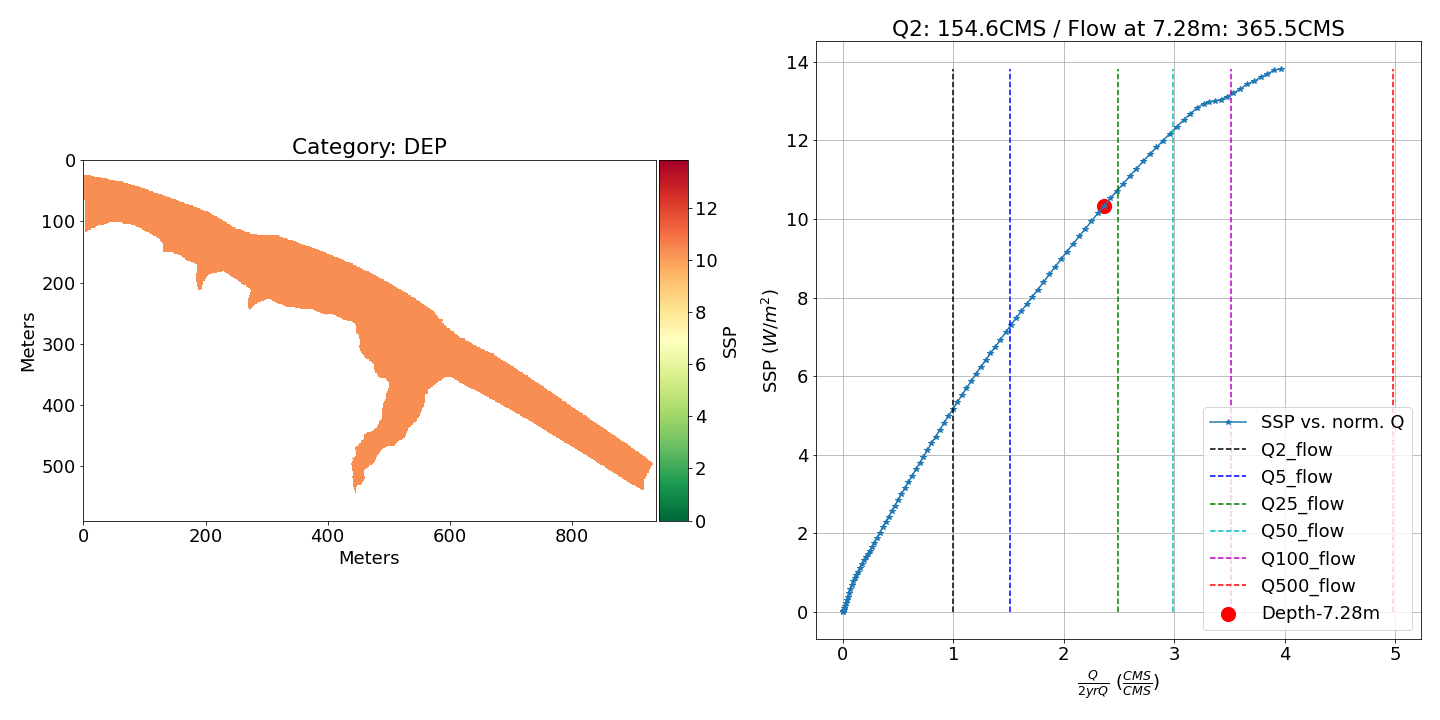 Category: DEP
0
100
200
300
400
500
Meters
0
200
400
600
800
Meters
12
10
8
6
4
2
0
SSP
Q2: 154.6CMS / Flow at 7.28m: 365.5CMS
14
12
10
8
6
4
2
0
SSP (W/m²)
SSP vs. norm. Q
Q2_flow
Q5_flow
Q25_flow
Q50_flow
Q100_flow
Q500_flow
Depth-7.28m
0
1
2
3
4
5
Q/2yrQ (CMS/CMS)